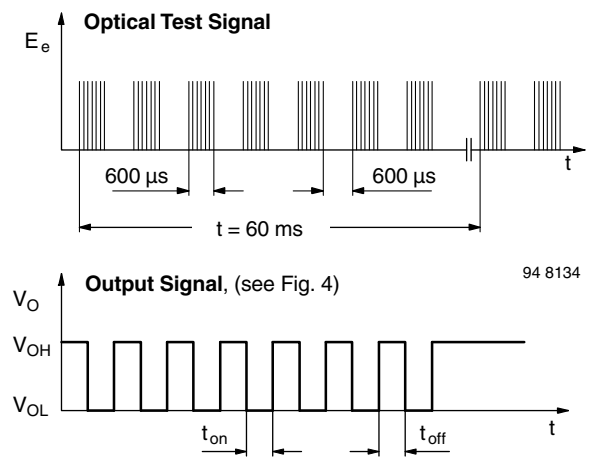 Optical Test Signal
E e
t
600 µs
600 µs
t = 60 ms
94 8134
Output Signal, (see Fig. 4)
V O
V OH
V OL
t
t on
t off